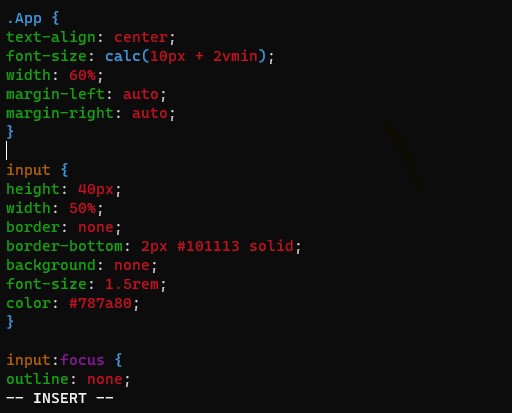 .App {
text-align: center;
font-size: calc(10px + 2vmin);
width: 60%;
margin-left: auto;
margin-right: auto;
}
input {
height: 40px;
width: 50%;
border: none;
border-bottom: 2px #101113 solid;
background: none;
font-size: 1.5rem;
color: #787a80;
}
input:focus {
outline: none;
-- INSERT --